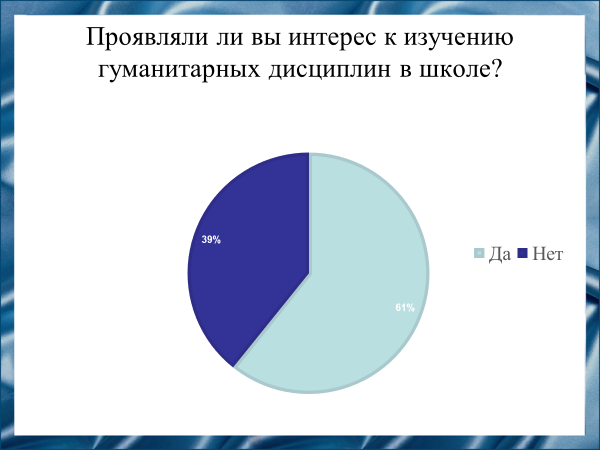 Проявляли ли вы интерес к изучению
гуманитарных дисциплин в школе?
39%
Да Нет
61%